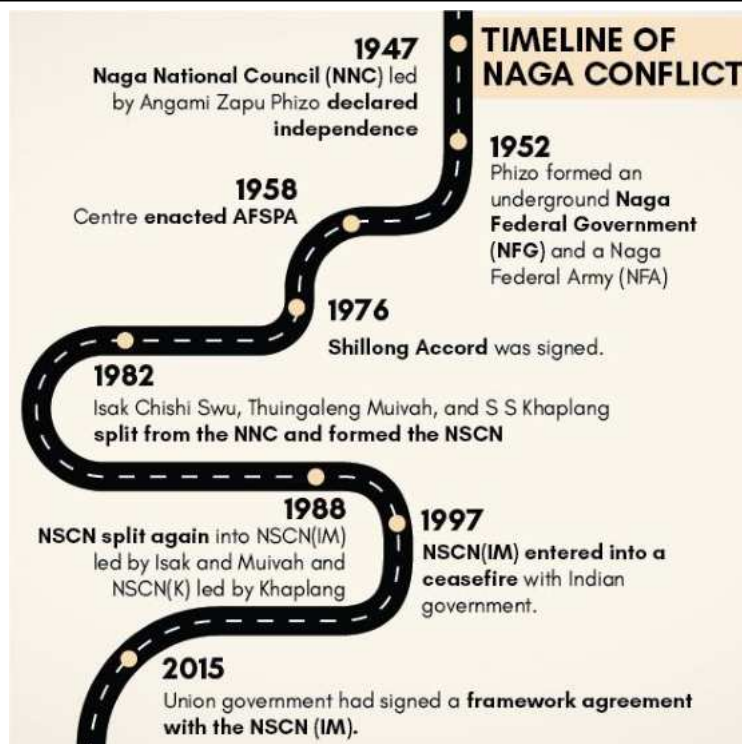 TIMELINE OF
NAGA CONFLICT
1947
Naga National Council (NNC) led
by Angami Zapu Phizo declared
independence
1952
Phizo formed an
underground Naga
Federal Government
(NFG) and a Naga
Federal Army (NFA)
1958
Centre enacted AFSPA
1976
Shillong Accord was signed.
1982
Isak Chishi Swu, Thuingaleng Muivah, and S S Khaplang
split from the NNC and formed the NSCN
1988
NSCN split again into NSCN(IM)
led by Isak and Muivah and
NSCN(K) led by Khaplang
1997
NSCN(IM) entered into a
ceasefire with Indian
government.
2015
Union government had signed a framework agreement
with the NSCN (IM).